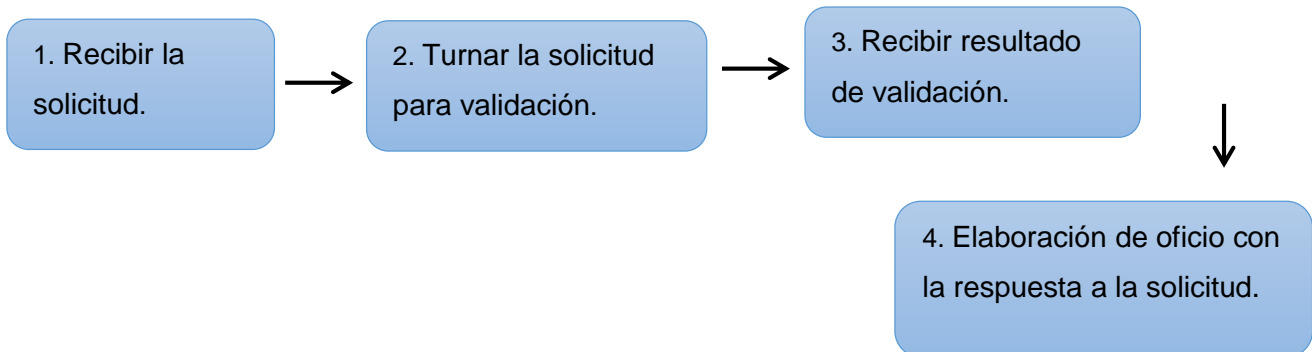 1. Recibir la
solicitud.
2. Turnar la solicitud
para validación.
3. Recibir resultado
de validación.
4. Elaboración de oficio con
la respuesta a la solicitud.